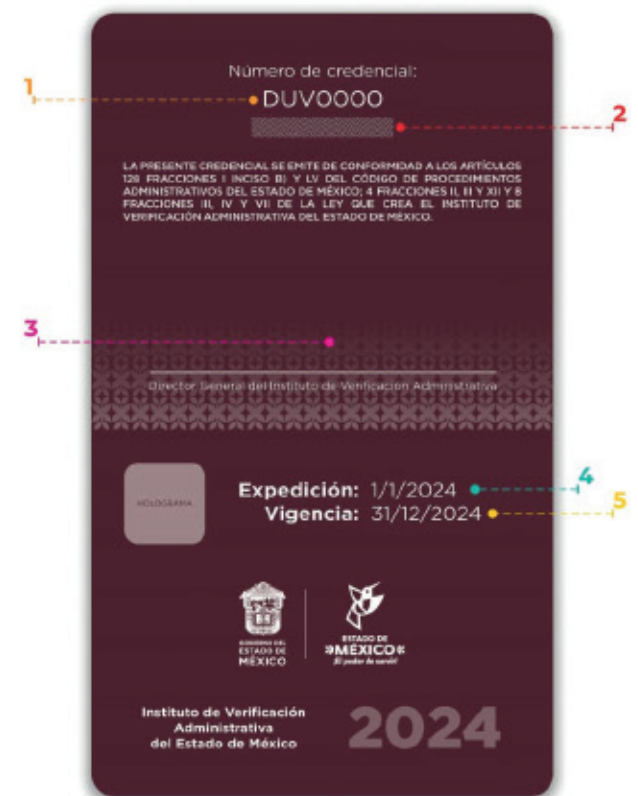 Número de credencial:
1
DUV0000
2
LA PRESENTE CREDENCIAL SE EMITE DE CONFORMIDAD A LOS ARTÍCULOS
128 FRACCIONES I INCISO B) Y LV DEL CÓDIGO DE PROCEDIMIENTOS
ADMINISTRATIVOS DEL ESTADO DE MÉXICO; 4 FRACCIONES II, III Y XII Y 8
FRACCIONES III, IV Y VII DE LA LEY QUE CREA EL INSTITUTO DE
VERIFICACIÓN ADMINISTRATIVA DEL ESTADO DE MÉXICO.
3
Director General del Instituto de Verificación Administrativa
HOLOGRAMA
Expedición: 1/1/2024
4
Vigencia: 31/12/2024
5
GOBIERNO DEL
ESTADO DE
MÉXICO
ESTADO DE
MÉXICO
¡El poder de servir!
Instituto de Verificación
Administrativa
del Estado de México
2024